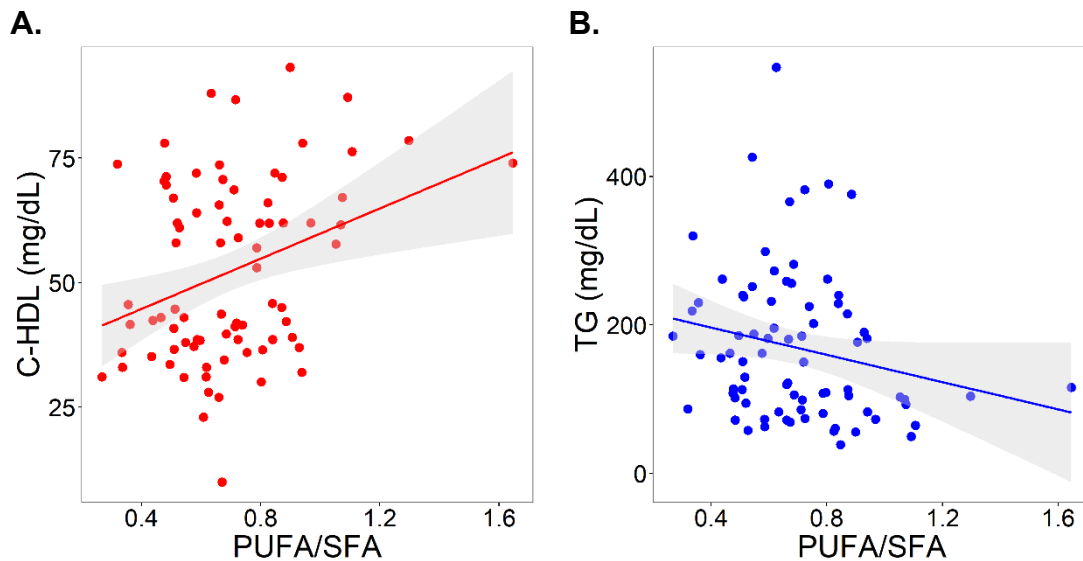 A.
C-HDL (mg/dL)
75
50
25
0.4 0.8 1.2 1.6
PUFA/SFA
B.
TG (mg/dL)
400
200
0
0.4 0.8 1.2 1.6
PUFA/SFA